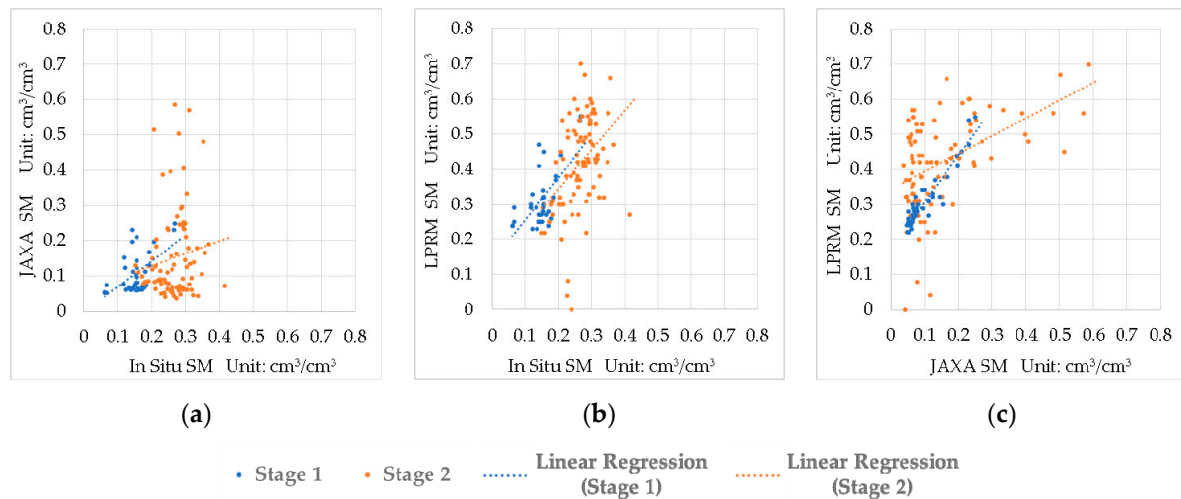 0.8
0.7
0.6
0.5
0.4
0.3
0.2
0.1
0
JAXA SM Unit: cm³/cm³
0 0.1 0.2 0.3 0.4 0.5 0.6 0.7 0.8
In Situ SM Unit: cm³/cm³
(a)
0.8
0.7
0.6
0.5
0.4
0.3
0.2
0.1
0
LPRM SM Unit: cm³/cm³
0 0.1 0.2 0.3 0.4 0.5 0.6 0.7 0.8
In Situ SM Unit: cm³/cm³
(b)
0.8
0.7
0.6
0.5
0.4
0.3
0.2
0.1
0
LPRM SM Unit: cm³/cm²
0 0.1 0.2 0.3 0.4 0.5 0.6 0.7 0.8
JAXA SM Unit: cm³/cm³
(c)
Stage 1 Stage 2 Linear Regression Linear Regression
(Stage 1) (Stage 2)